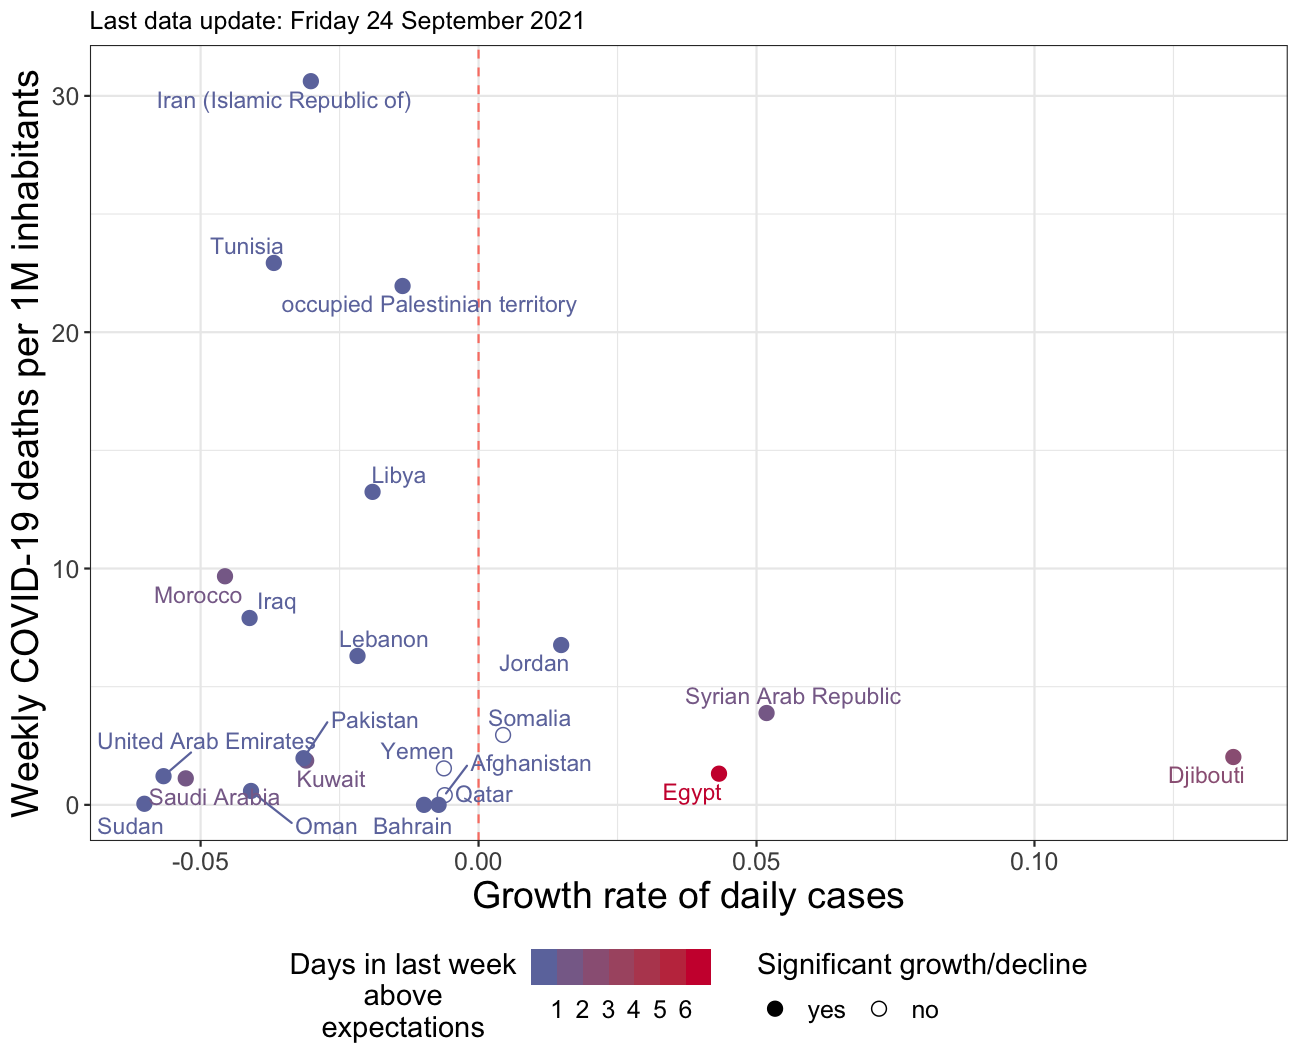 Last data update: Friday 24 September 2021
Weekly COVID-19 deaths per 1M inhabitants
30
20
10
0
Iran (Islamic Republic of)
Tunisia
occupied Palestinian territory
Libya
Morocco
Iraq
Lebanon
Jordan
Syrian Arab Republic
Pakistan
Somalia
United Arab Emirates
Yemen
Afghanistan
Kuwait
Djibouti
Saudi Arabia
Qatar
Egypt
Sudan
Oman
Bahrain
-0.05
0.00
0.05
0.10
Growth rate of daily cases
Days in last week
above
expectations
1 2 3 4 5 6
Significant growth/decline
yes no